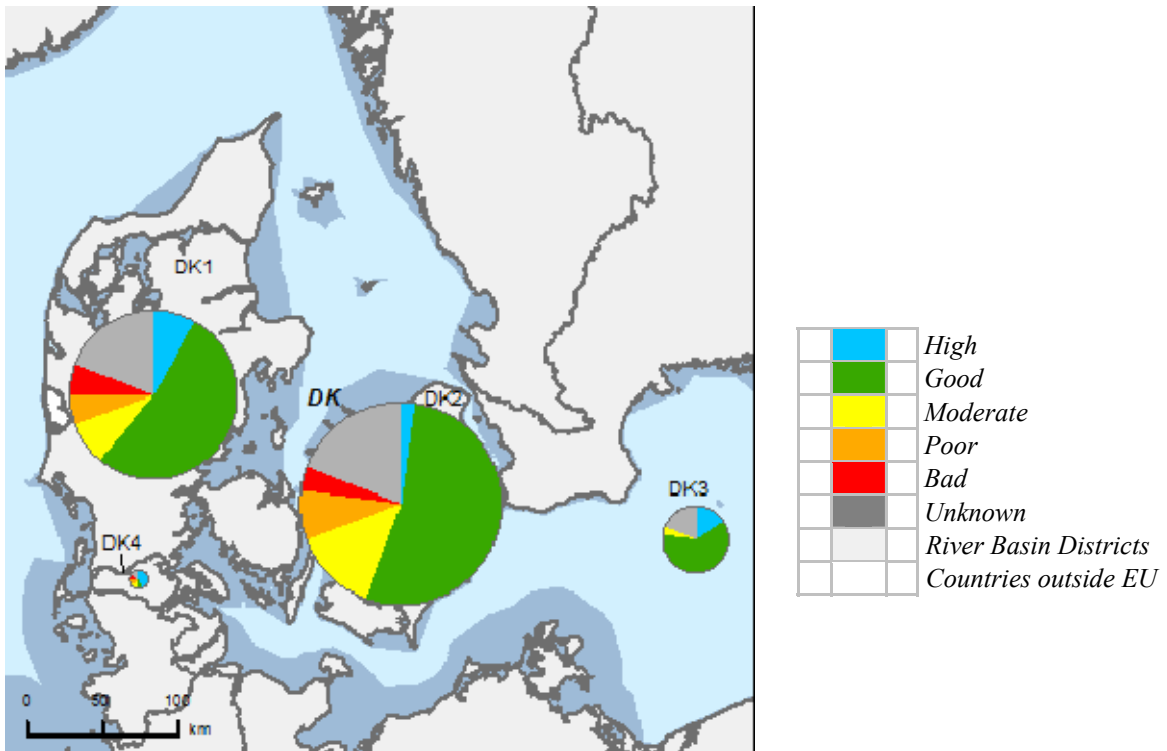 DK1
DK
DK2
DK3
DK4
0 50 100
km
High
Good
Moderate
Poor
Bad
Unknown
River Basin Districts
Countries outside EU